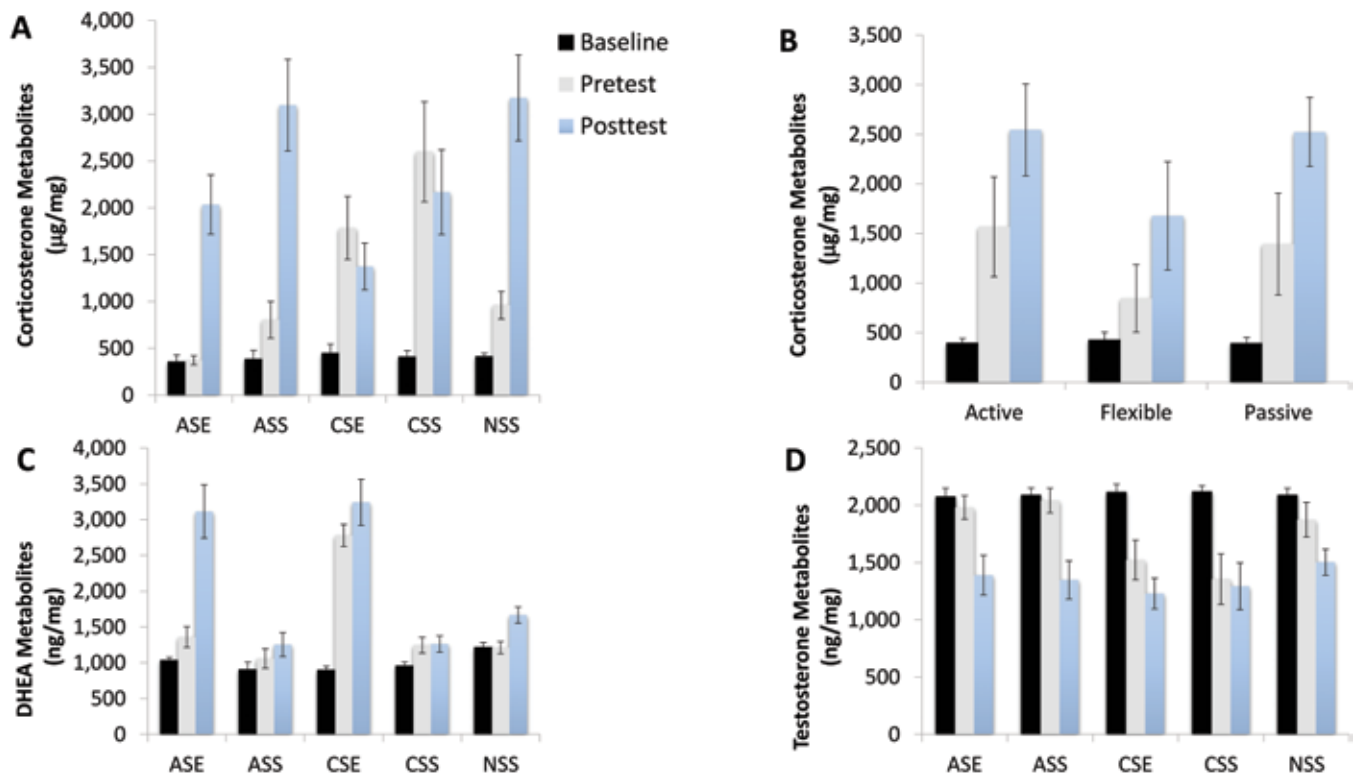 A
Corticosterone Metabolites
(µg/mg)
4,000
3,500
3,000
2,500
2,000
1,500
1,000
500
0
ASE ASS CSE CSS NSS
Baseline
Pretest
Posttest
B
Corticosterone Metabolites
(µg/mg)
3,500
3,000
2,500
2,000
1,500
1,000
500
0
Active Flexible Passive
C
DHEA Metabolites
(ng/mg)
4,000
3,500
3,000
2,500
2,000
1,500
1,000
500
0
ASE ASS CSE CSS NSS
D
Testosterone Metabolites
(ng/mg)
2,500
2,000
1,500
1,000
500
0
ASE ASS CSE CSS NSS